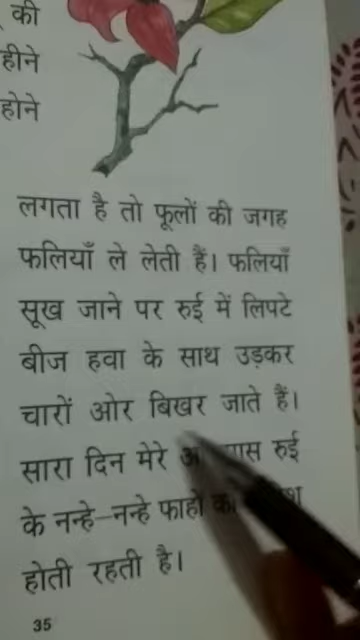 की
हीने
होने
लगता है तो फूलों की जगह
फलियाँ ले लेती हैं। फलियाँ
सूख जाने पर रुई में लिपटे
बीज हवा के साथ उड़कर
चारों ओर बिखर जाते हैं।
सारा दिन मेरे रुई
के नन्हे-नन्हे फाहों
होती रहती है।
35